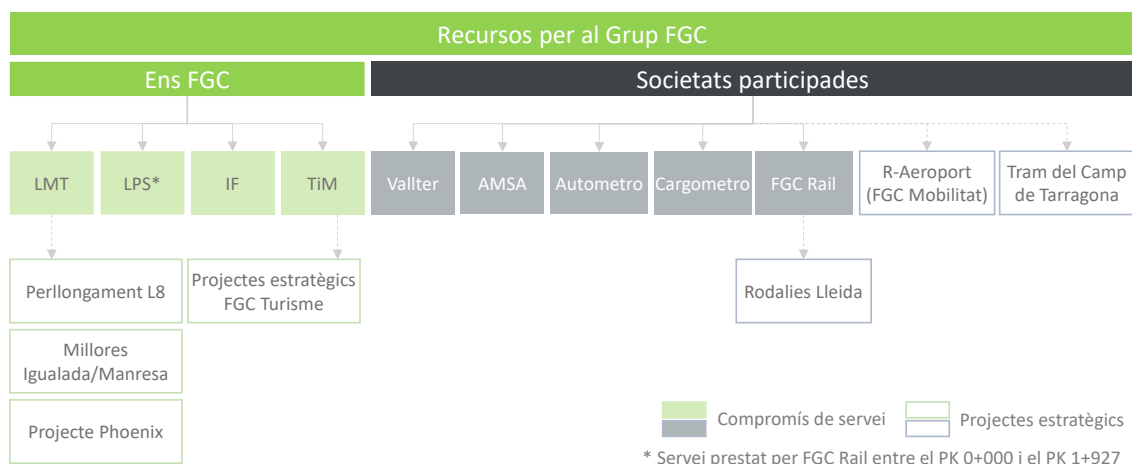 Recursos per al Grup FGC
Ens FGC
Societats participades
LMT
LPS*
IF
TiM
Vallter
AMSA
Autometro
Cargometro
FGC Rail
R-Aeroport
(FGC Mobilitat)
Tram del Camp
de Tarragona
Perllongament L8
Projectes estratègics
FGC Turisme
Rodalies Lleida
Millores
Igualada/Manresa
Projecte Phoenix
Compromís de servei
Projectes estratègics
* Servei prestat per FGC Rail entre el PK 0+000 i el PK 1+927